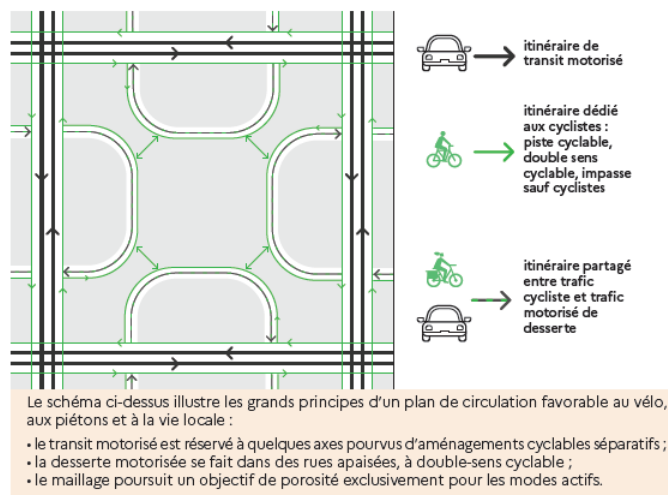 itinéraire de
transit motorisé
itinéraire dédié
aux cyclistes :
piste cyclable,
double sens
cyclable, impasse
sauf cyclistes
itinéraire partagé
entre trafic
cycliste et trafic
motorisé de
desserte
Le schéma ci-dessus illustre les grands principes d’un plan de circulation favorable au vélo,
aux piétons et à la vie locale :
• le transit motorisé est réservé à quelques axes pourvus d’aménagements cyclables séparatifs ;
• la desserte motorisée se fait dans des rues apaisées, à double-sens cyclable ;
• le maillage poursuit un objectif de porosité exclusivement pour les modes actifs.